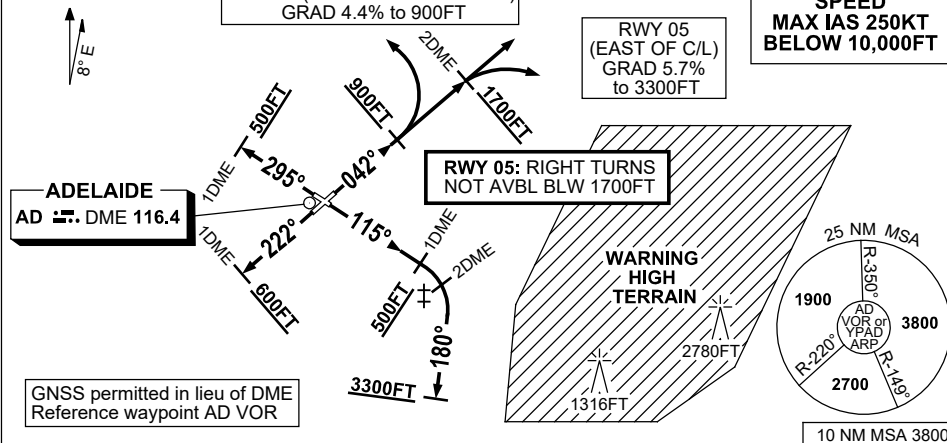 GRAD 4.4% to 900FT
SPEED
MAX IAS 250KT
BELOW 10,000FT
RWY 05
(EAST OF C/L)
GRAD 5.7%
to 3300FT
8° E
2DME
900FT
1700FT
500FT
1DME
295°
042°
RWY 05: RIGHT TURNS
NOT AVBL BLW 1700FT
ADELAIDE
AD DME 116.4
222°
115°
1DME
600FT
1DME
2DME
500FT
180°
3300FT
WARNING
HIGH
TERRAIN
2780FT
1316FT
25 NM MSA
R-350°
1900
3800
AD
VOR or
YPAD
ARP
R-220°
R-149°
2700
10 NM MSA 3800
GNSS permitted in lieu of DME
Reference waypoint AD VOR